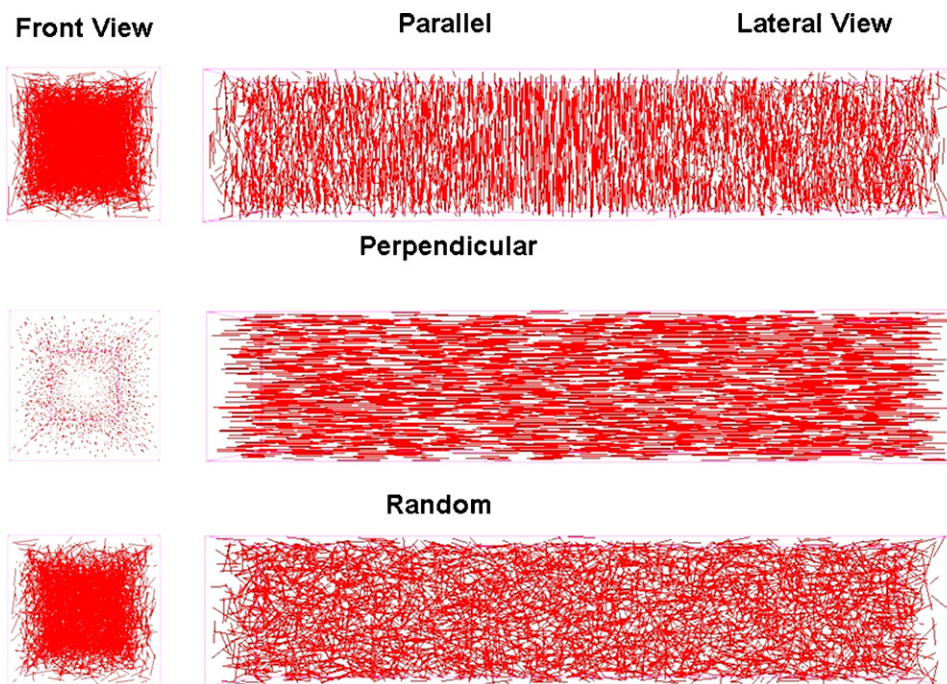 Front View
Parallel
Lateral View
Perpendicular
Random